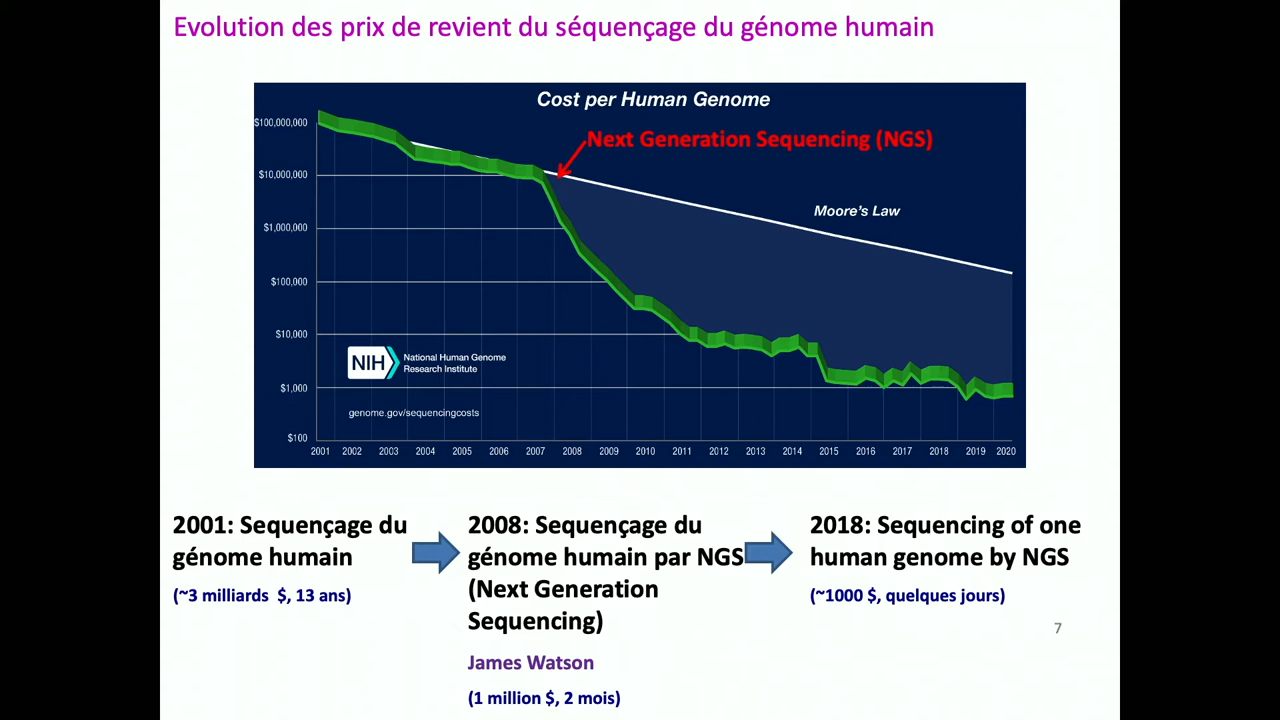 Evolution des prix de revient du séquençage du génome humain
Cost per Human Genome
$100,000,000
Next Generation Sequencing (NGS)
$10,000,000
Moore's Law
$1,000,000
$100,000
$10,000
NIH
National Human Genome
Research Institute
$1,000
genome.gov/sequencingcosts
$100
2001 2002 2003 2004 2005 2006 2007 2008 2009 2010 2011 2012 2013 2014 2015 2016 2017 2018 2019 2020
2001: Sequençage du
génome humain
(~3 milliards $, 13 ans)
2008: Sequençage du
génome humain par NGS
(Next Generation
Sequencing)
James Watson
(1 million $, 2 mois)
2018: Sequencing of one
human genome by NGS
(~1000 $, quelques jours)
7